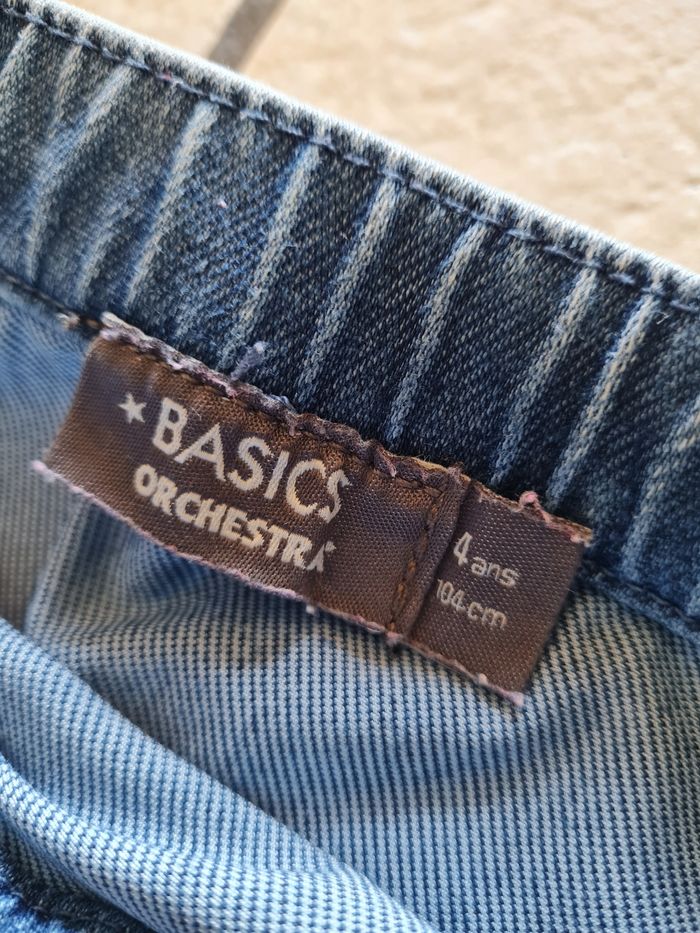 BASICS
ORCHESTRA
4 ans
104 cm